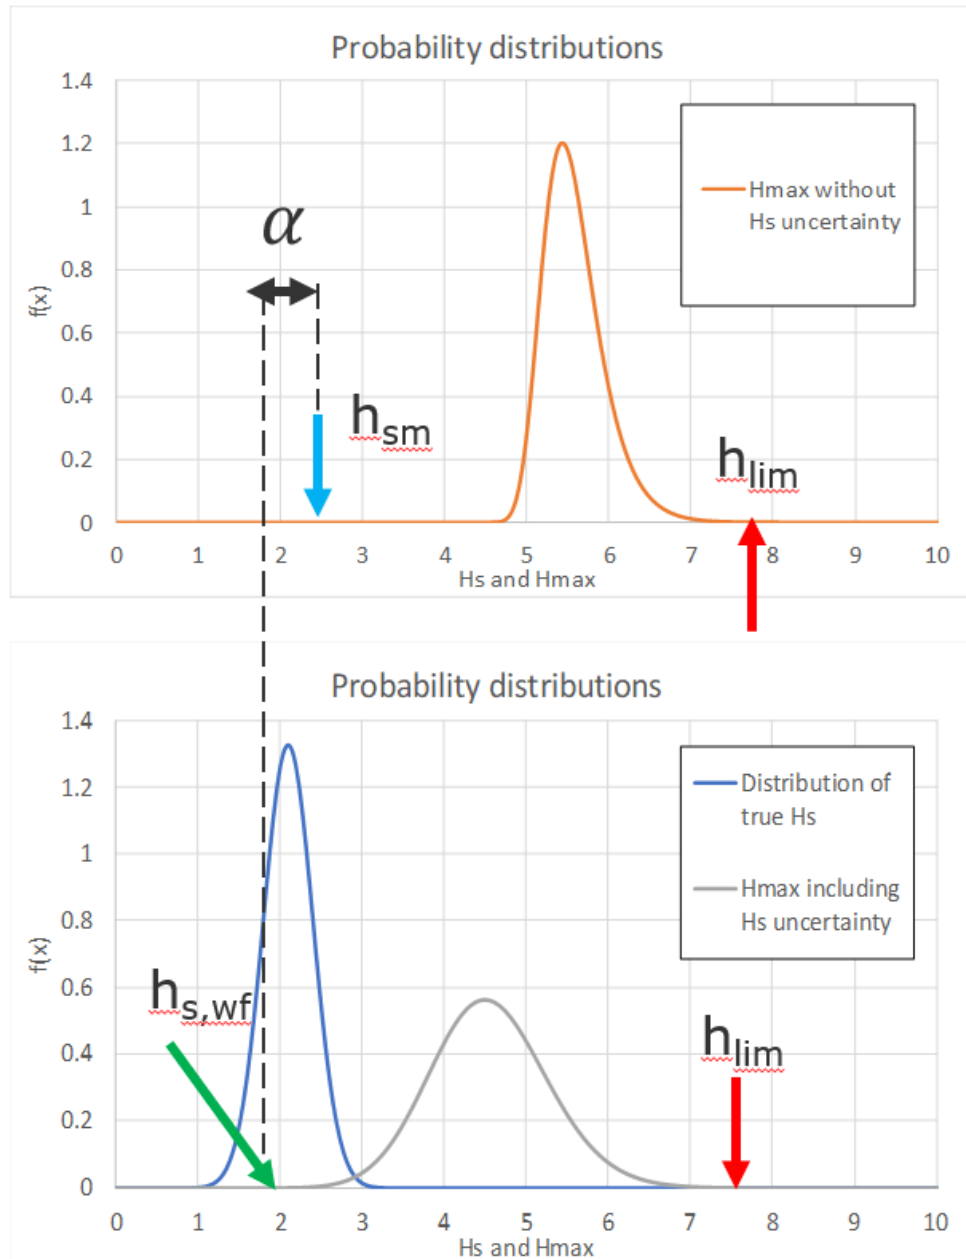 Probability distributions
1.4
1.2
1
0.8
0.6
0.4
0.2
0
f(x)
α
h_sm
h_lim
Hmax without
Hs uncertainty
0 1 2 3 4 5 6 7 8 9 10
Hs and Hmax
Probability distributions
1.4
1.2
1
0.8
0.6
0.4
0.2
0
f(x)
h_s,wf
h_lim
Distribution of
true Hs
Hmax including
Hs uncertainty
0 1 2 3 4 5 6 7 8 9 10
Hs and Hmax